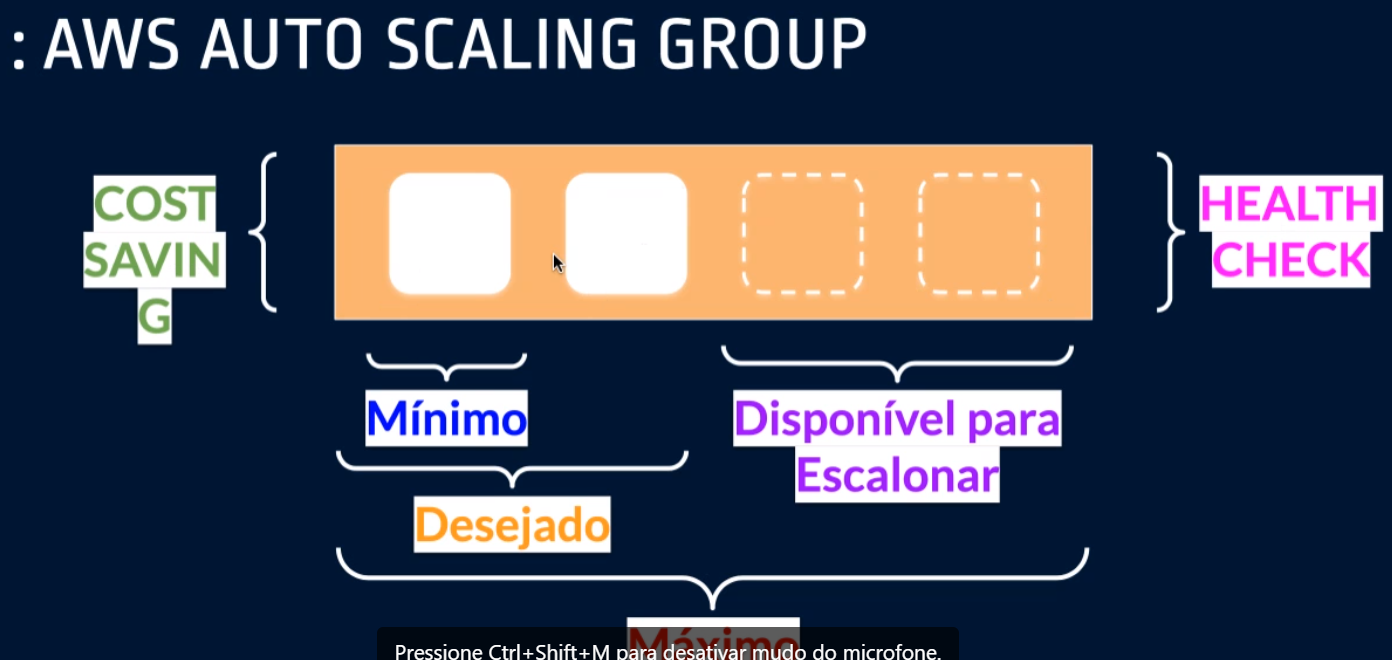 : AWS AUTO SCALING GROUP
COST
SAVIN
G
HEALTH
CHECK
Mínimo
Disponível para
Escalonar
Desejado
Máximo
Pressione Ctrl+Shift+M para desativar mudo do microfone.